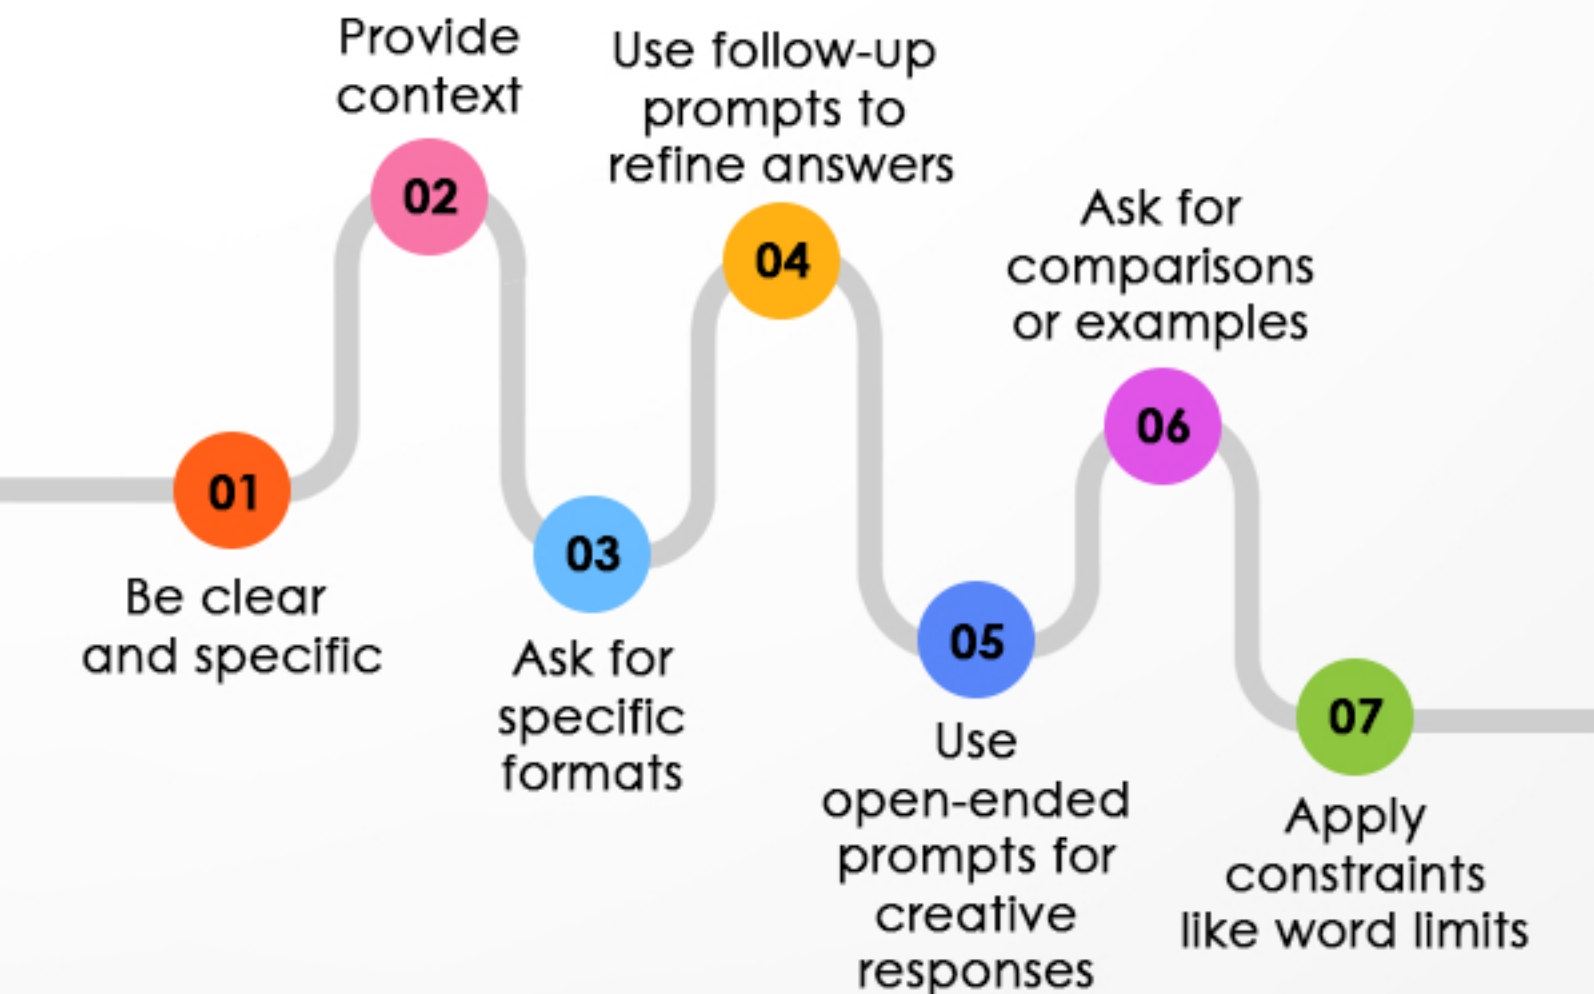 01
Be clear
and specific
02
Provide
context
03
Ask for
specific
formats
04
Use follow-up
prompts to
refine answers
05
Use
open-ended
prompts for
creative
responses
06
Ask for
comparisons
or examples
07
Apply
constraints
like word limits